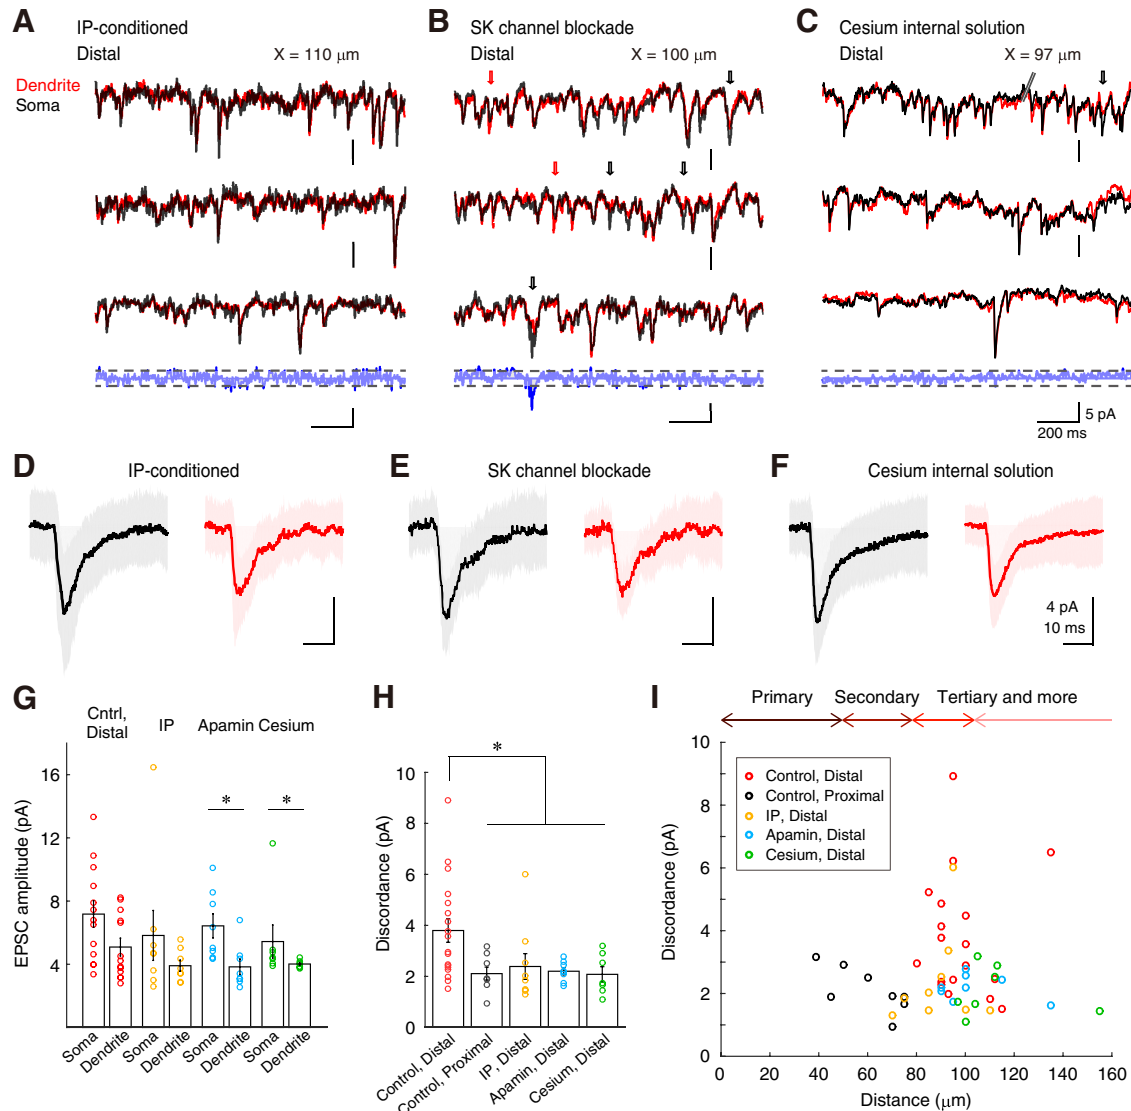 A IP-conditioned
Distal X = 110 μm
B SK channel blockade
Distal X = 100 μm
C Cesium internal solution
Distal X = 97 μm
Dendrite
Soma
5 pA
200 ms
D IP-conditioned
E SK channel blockade
F Cesium internal solution
4 pA
10 ms
G
Cntrl, Distal IP Apamin Cesium
* *
EPSC amplitude (pA)
16
12
8
4
Soma Dendrite Soma Dendrite Soma Dendrite Soma Dendrite
H
*
Discordance (pA)
10
8
6
4
2
0
Control, Distal
Control, Proximal
IP, Distal
Apamin, Distal
Cesium, Distal
I
Primary Secondary Tertiary and more
Discordance (pA)
10
8
6
4
2
0
Control, Distal
Control, Proximal
IP, Distal
Apamin, Distal
Cesium, Distal
0 20 40 60 80 100 120 140 160
Distance (μm)